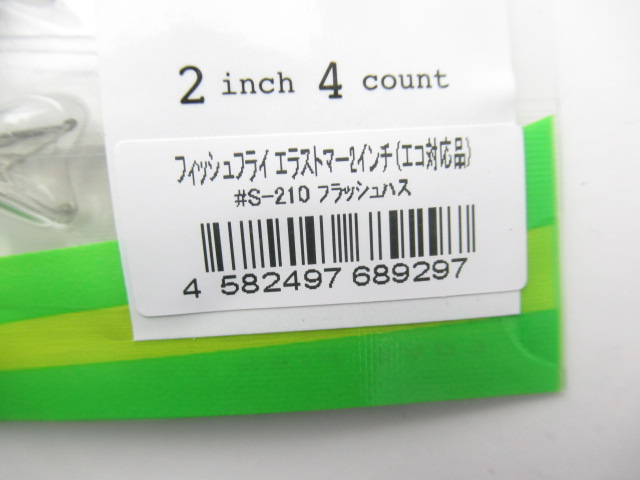 2 inch 4 count
フィッシュフライ エラストマー2インチ(エコ対応品)
#S-210 フラッシュハス
4 582497 689297